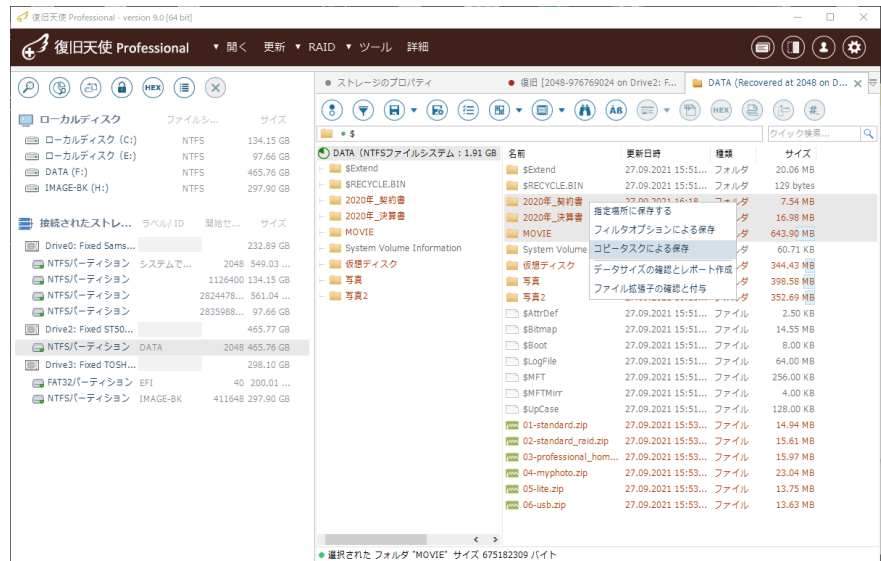 復旧天使 Professional - version 9.0 [64 bit]
復旧天使 Professional ▼ 開く 更新 ▼ RAID ▼ ツール 詳細
HEX
ローカルディスク ファイルシ... サイズ
ローカルディスク (C:) NTFS 134.15 GB
ローカルディスク (E:) NTFS 97.66 GB
DATA (F:) NTFS 465.76 GB
IMAGE-BK (H:) NTFS 297.90 GB
接続されたストレ... ラベル/ ID 開始セ... サイズ
Drive0: Fixed Sams... 232.89 GB
NTFSパーティション システムで... 2048 549.03 ...
NTFSパーティション 1126400 134.15 GB
NTFSパーティション 2824478... 561.04 ...
NTFSパーティション 2835988... 97.66 GB
Drive2: Fixed ST50... 465.77 GB
NTFSパーティション DATA 2048 465.76 GB
Drive3: Fixed TOSH... 298.10 GB
FAT32パーティション EFI 40 200.01 ...
NTFSパーティション IMAGE-BK 411648 297.90 GB
ストレージのプロパティ
復旧 [2048-976769024 on Drive2: F...
DATA (Recovered at 2048 on D...
HEX
$
クイック検索...
DATA (NTFSファイルシステム : 1.91 GB
$Extend
$RECYCLE.BIN
2020年_契約書
2020年_決算書
MOVIE
System Volume Information
仮想ディスク
写真
写真2
名前 更新日時 種類 サイズ
$Extend 27.09.2021 15:51... フォルダ 20.06 MB
$RECYCLE.BIN 27.09.2021 15:51... フォルダ 129 bytes
2020年_契約書 27.09.2021 16:18... フォルダ 7.54 MB
2020年_決算書 ルダ 16.98 MB
MOVIE ルダ 643.90 MB
System Volume ルダ 60.71 KB
仮想ディスク ルダ 344.43 MB
写真 ルダ 398.58 MB
写真2 ルダ 352.69 MB
指定場所に保存する
フィルタオプションによる保存
コピータスクによる保存
データサイズの確認とレポート作成
ファイル拡張子の確認と付与
$AttrDef 27.09.2021 15:51... ファイル 2.50 KB
$Bitmap 27.09.2021 15:51... ファイル 14.55 MB
$Boot 27.09.2021 15:51... ファイル 8.00 KB
$LogFile 27.09.2021 15:51... ファイル 64.00 MB
$MFT 27.09.2021 15:51... ファイル 256.00 KB
$MFTMirr 27.09.2021 15:51... ファイル 4.00 KB
$UpCase 27.09.2021 15:51... ファイル 128.00 KB
01-standard.zip 27.09.2021 15:53... ファイル 14.94 MB
02-standard_raid.zip 27.09.2021 15:53... ファイル 15.61 MB
03-professional_hom... 27.09.2021 15:53... ファイル 15.97 MB
04-myphoto.zip 27.09.2021 15:53... ファイル 23.04 MB
05-lite.zip 27.09.2021 15:53... ファイル 13.75 MB
06-usb.zip 27.09.2021 15:53... ファイル 13.63 MB
選択された フォルダ "MOVIE" サイズ 675182309 バイト